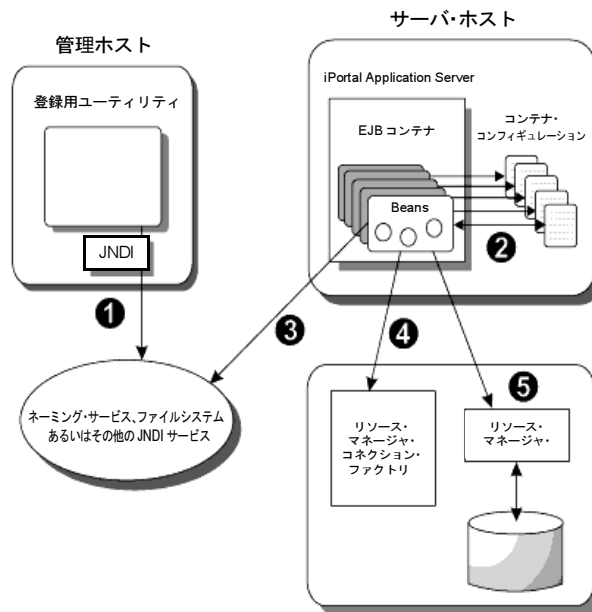 管理ホスト
登録用ユーティリティ
JNDI
1
ネーミング・サービス、ファイルシステム
あるいはその他の JNDI サービス
サーバ・ホスト
iPortal Application Server
EJB コンテナ
コンテナ・
コンフィギュレーション
Beans
2
3
4
5
リソース・
マネージャ・
コネクション・
ファクトリ
リソース・
マネージャ・